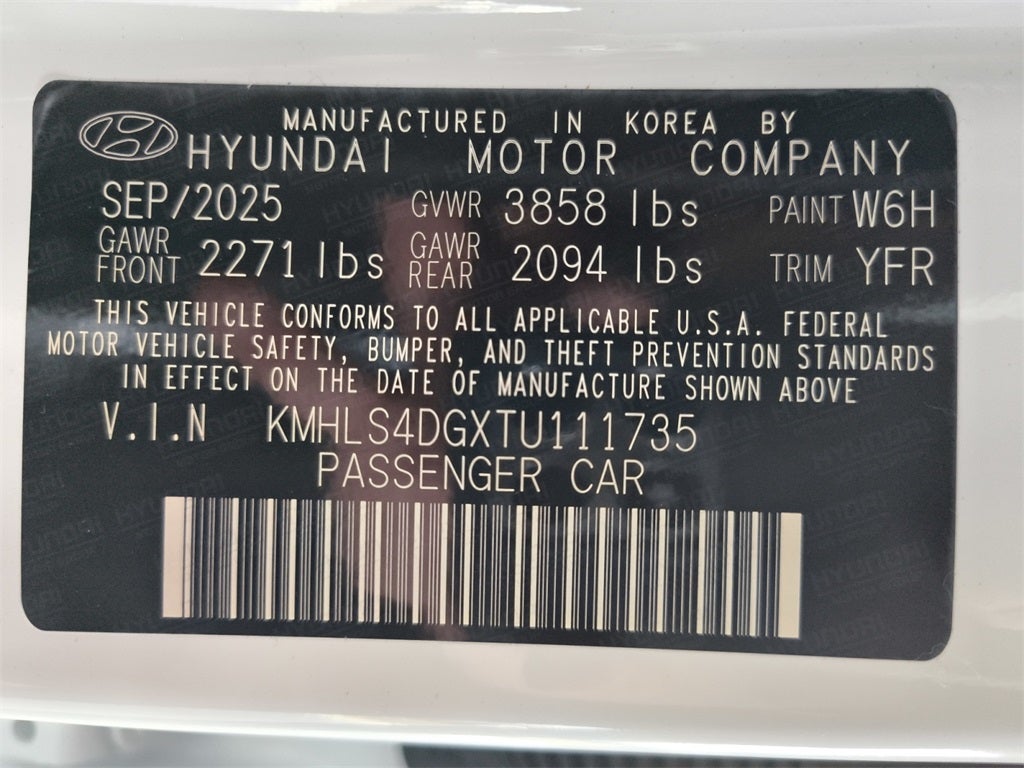 MANUFACTURED IN KOREA BY
HYUNDAI MOTOR COMPANY
SEP/2025 GVWR 3858 lbs PAINT W6H
GAWR FRONT 2271 lbs GAWR REAR 2094 lbs TRIM YFR
THIS VEHICLE CONFORMS TO ALL APPLICABLE U.S.A. FEDERAL
MOTOR VEHICLE SAFETY, BUMPER, AND THEFT PREVENTION STANDARDS
IN EFFECT ON THE DATE OF MANUFACTURE SHOWN ABOVE
V.I.N KMHLS4DGXTU111735
PASSENGER CAR